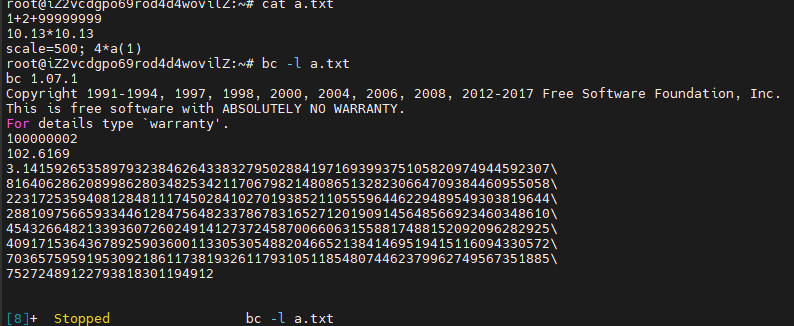 root@iZ2vcdgpo69rod4d4wovilZ:~# cat a.txt
1+2+99999999
10.13*10.13
scale=500; 4*a(1)
root@iZ2vcdgpo69rod4d4wovilZ:~# bc -l a.txt
bc 1.07.1
Copyright 1991-1994, 1997, 1998, 2000, 2004, 2006, 2008, 2012-2017 Free Software Foundation, Inc.
This is free software with ABSOLUTELY NO WARRANTY.
For details type `warranty'.
100000002
102.6169
3.141592653589793238462643383279502884197169399375105820974944592307\
81640628620899862803482534211706798214808651328230664709384460955058\
22317253594081284811174502841027019385211055596446229489549303819644\
28810975665933446128475648233786783165271201909145648566923460348610\
45432664821339360726024914127372458700660631558817488152092096282925\
40917153643678925903600113305305488204665213841469519415116094330572\
70365759591953092186117381932611793105118548074462379962749567351885\
75272489122793818301194912
[8]+  Stopped                 bc -l a.txt